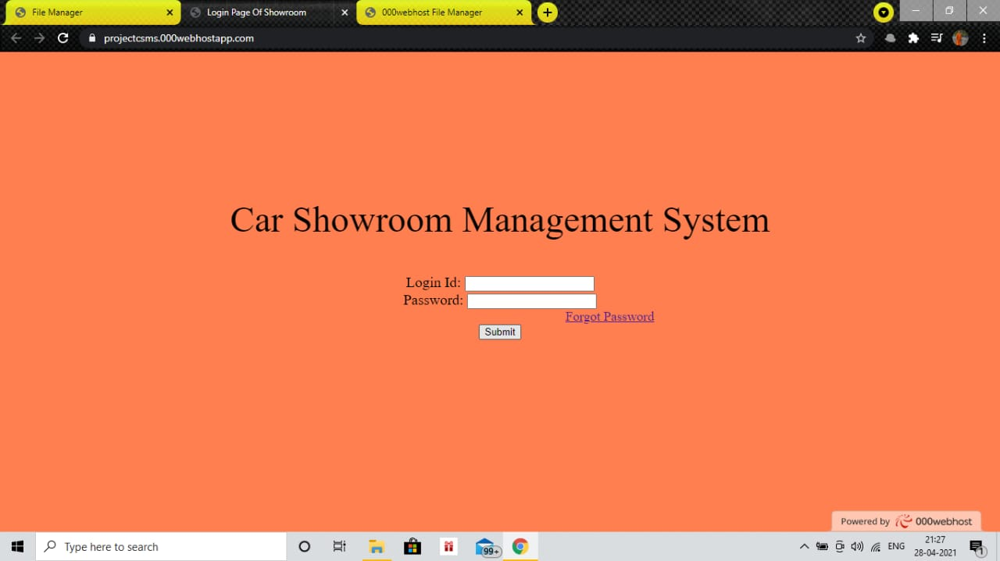 File Manager
Login Page Of Showroom
000webhost File Manager
projectcsms.000webhostapp.com
Car Showroom Management System
Login Id:
Password:
Forgot Password
Submit
Powered by 000webhost
Type here to search
99+
ENG
21:27
28-04-2021
1